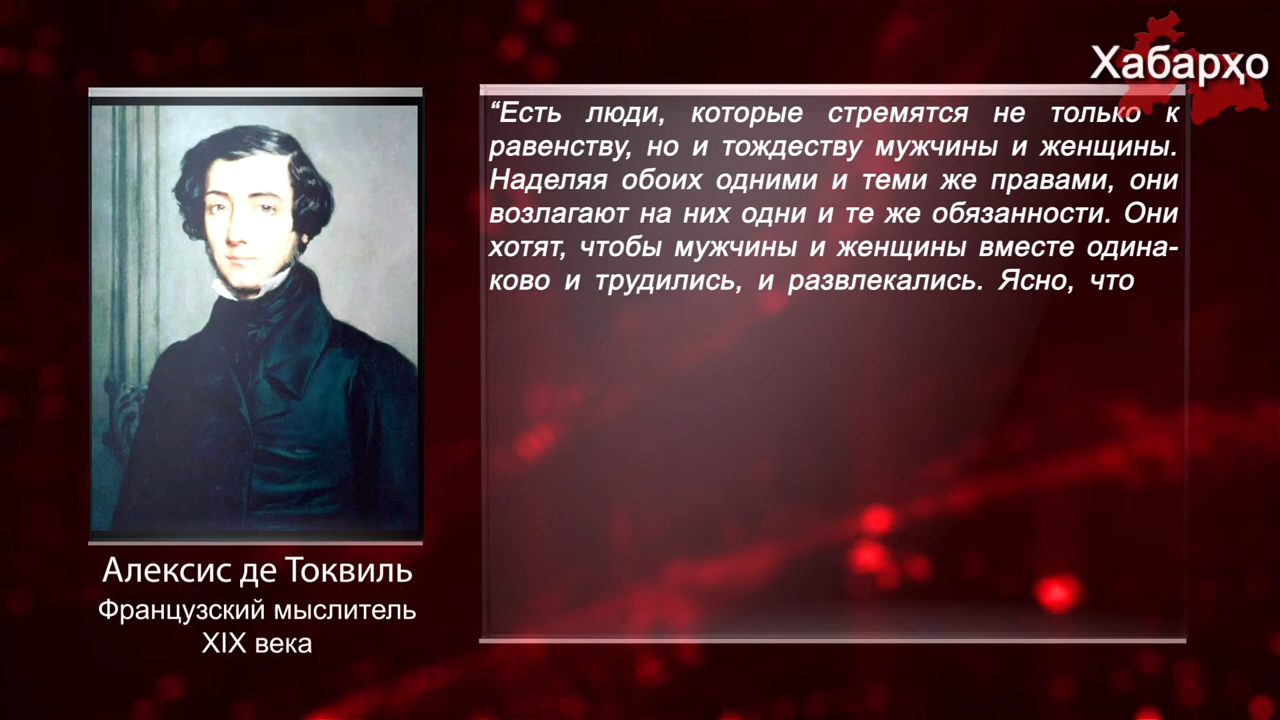 Хабарҳо
“Есть люди, которые стремятся не только к
равенству, но и тождеству мужчины и женщины.
Наделяя обоих одними и теми же правами, они
возлагают на них одни и те же обязанности. Они
хотят, чтобы мужчины и женщины вместе одина-
ково и трудились, и развлекались. Ясно, что
Алексис де Токвиль
Французский мыслитель
XIX века